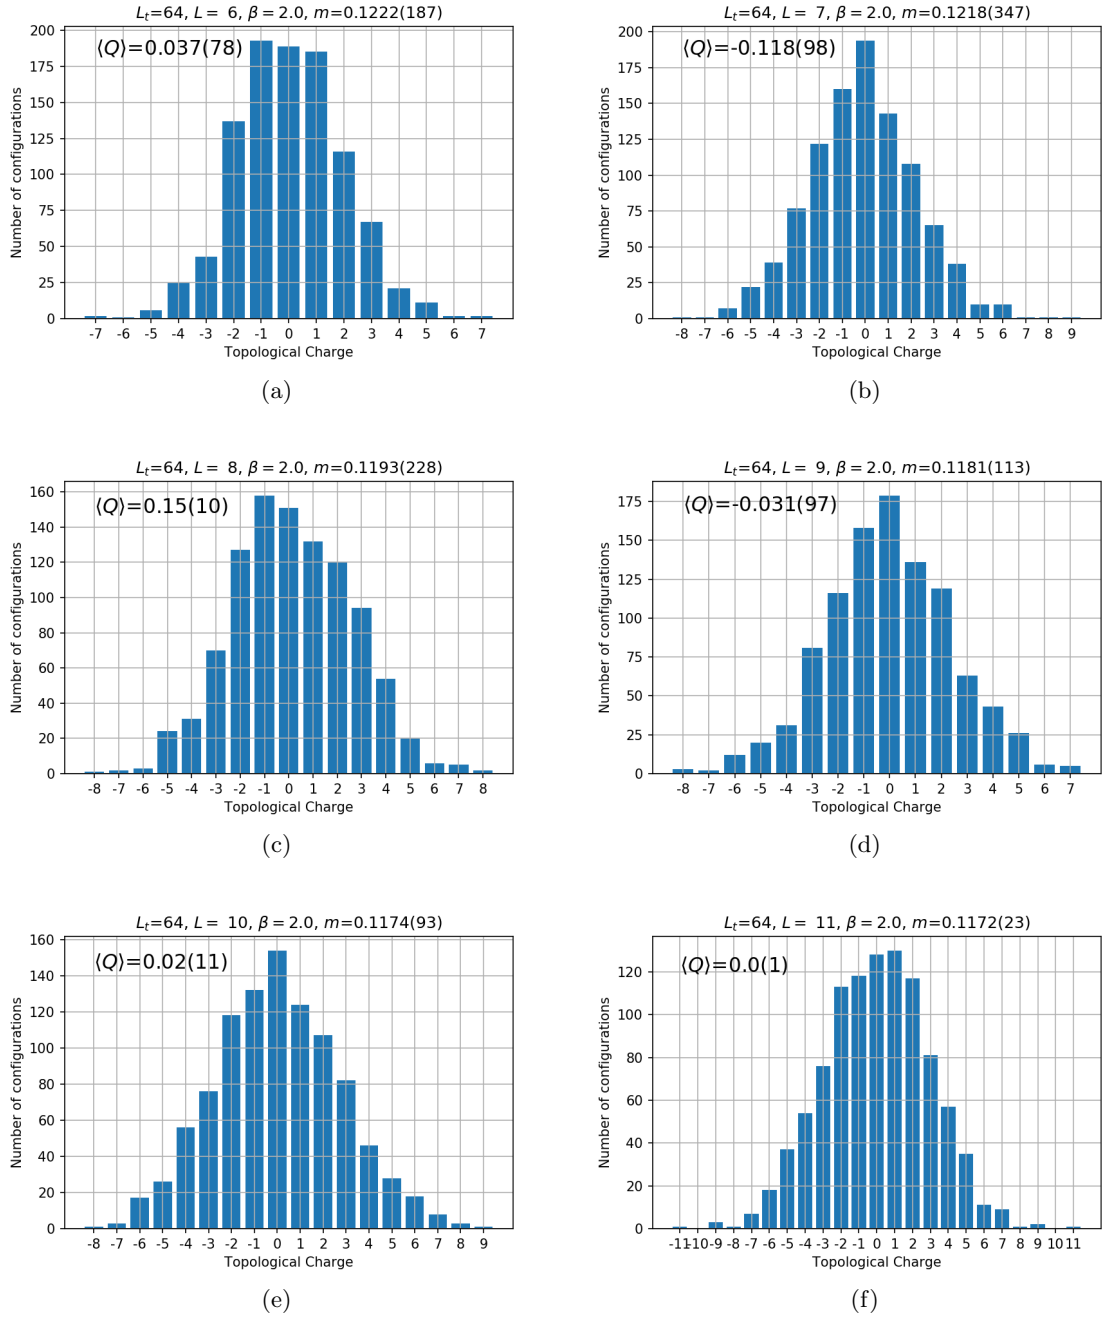 L_t=64, L= 6, β=2.0, m=0.1222(187)
⟨Q⟩=0.037(78)
Number of configurations
200
175
150
125
100
75
50
25
0
-7 -6 -5 -4 -3 -2 -1 0 1 2 3 4 5 6 7
Topological Charge
(a)
L_t=64, L= 7, β=2.0, m=0.1218(347)
⟨Q⟩=-0.118(98)
Number of configurations
200
175
150
125
100
75
50
25
0
-8 -7 -6 -5 -4 -3 -2 -1 0 1 2 3 4 5 6 7 8 9
Topological Charge
(b)
L_t=64, L= 8, β=2.0, m=0.1193(228)
⟨Q⟩=0.15(10)
Number of configurations
160
140
120
100
80
60
40
20
0
-8 -7 -6 -5 -4 -3 -2 -1 0 1 2 3 4 5 6 7 8
Topological Charge
(c)
L_t=64, L= 9, β=2.0, m=0.1181(113)
⟨Q⟩=-0.031(97)
Number of configurations
175
150
125
100
75
50
25
0
-8 -7 -6 -5 -4 -3 -2 -1 0 1 2 3 4 5 6 7
Topological Charge
(d)
L_t=64, L= 10, β=2.0, m=0.1174(93)
⟨Q⟩=0.02(11)
Number of configurations
160
140
120
100
80
60
40
20
0
-8 -7 -6 -5 -4 -3 -2 -1 0 1 2 3 4 5 6 7 8 9
Topological Charge
(e)
L_t=64, L= 11, β=2.0, m=0.1172(23)
⟨Q⟩=0.0(1)
Number of configurations
120
100
80
60
40
20
0
-11 -10 -9 -8 -7 -6 -5 -4 -3 -2 -1 0 1 2 3 4 5 6 7 8 9 10 11
Topological Charge
(f)